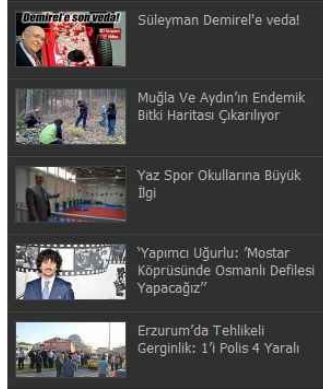 Demirel'e son veda!
Süleyman Demirel'e veda!
Muğla Ve Aydın’ın Endemik
Bitki Haritası Çıkarılıyor
Yaz Spor Okullarına Büyük
İlgi
‘Yapımcı Uğurlu: ’Mostar
Köprüsünde Osmanlı Defilesi
Yapacağız’’
Erzurum’da Tehlikeli
Gerginlik: 1’i Polis 4 Yaralı